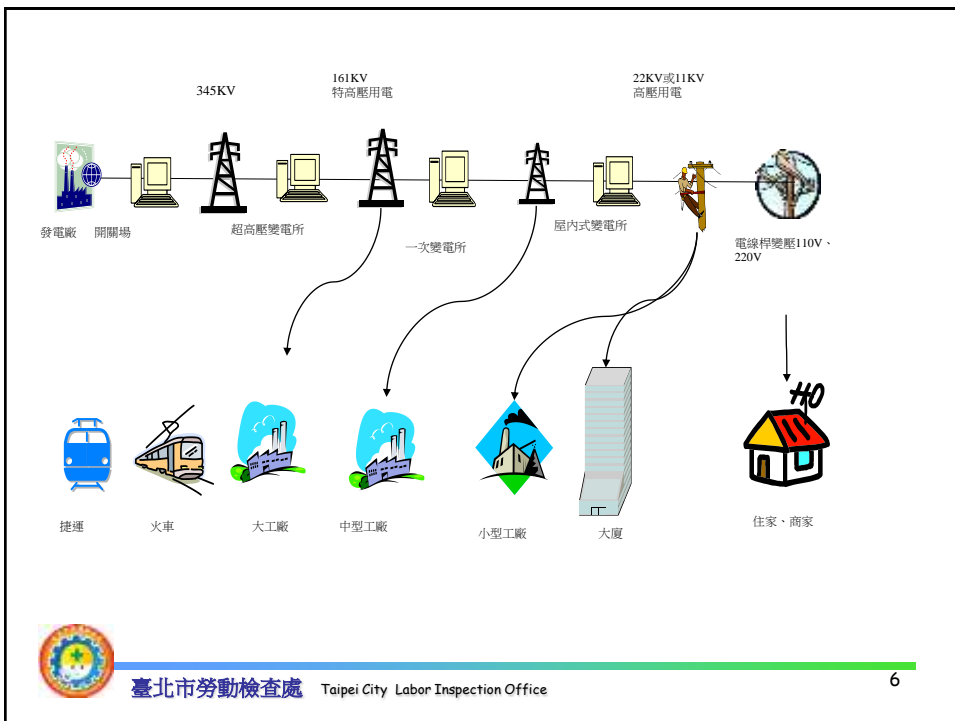 345KV
161KV
特高壓用電
22KV或11KV
高壓用電
發電廠 開關場
超高壓變電所
一次變電所
屋內式變電所
電線桿變壓110V、
220V
捷運
火車
大工廠
中型工廠
小型工廠
大廈
住家、商家
臺北市勞動檢查處 Taipei City Labor Inspection Office
6